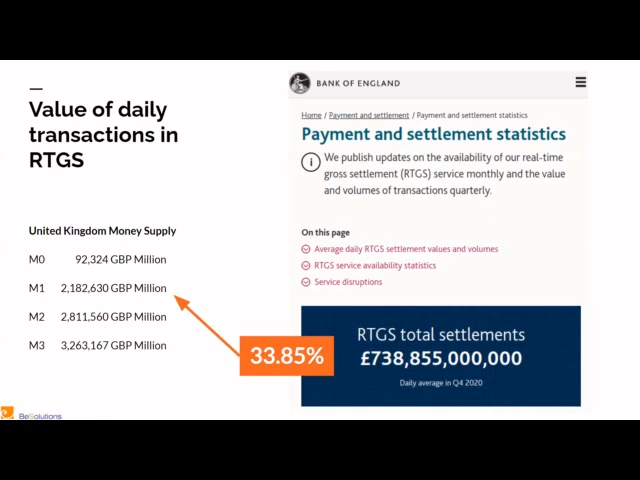 Value of daily
transactions in
RTGS
United Kingdom Money Supply
M0 92,324 GBP Million
M1 2,182,630 GBP Million
M2 2,811,560 GBP Million
M3 3,263,167 GBP Million
33.85%
BeSolutions
BANK OF ENGLAND
Home / Payment and settlement / Payment and settlement statistics
Payment and settlement statistics
i We publish updates on the availability of our real-time
gross settlement (RTGS) service monthly and the value
and volumes of transactions quarterly.
On this page
Average daily RTGS settlement values and volumes
RTGS service availability statistics
Service disruptions
RTGS total settlements
£738,855,000,000
Daily average in Q4 2020